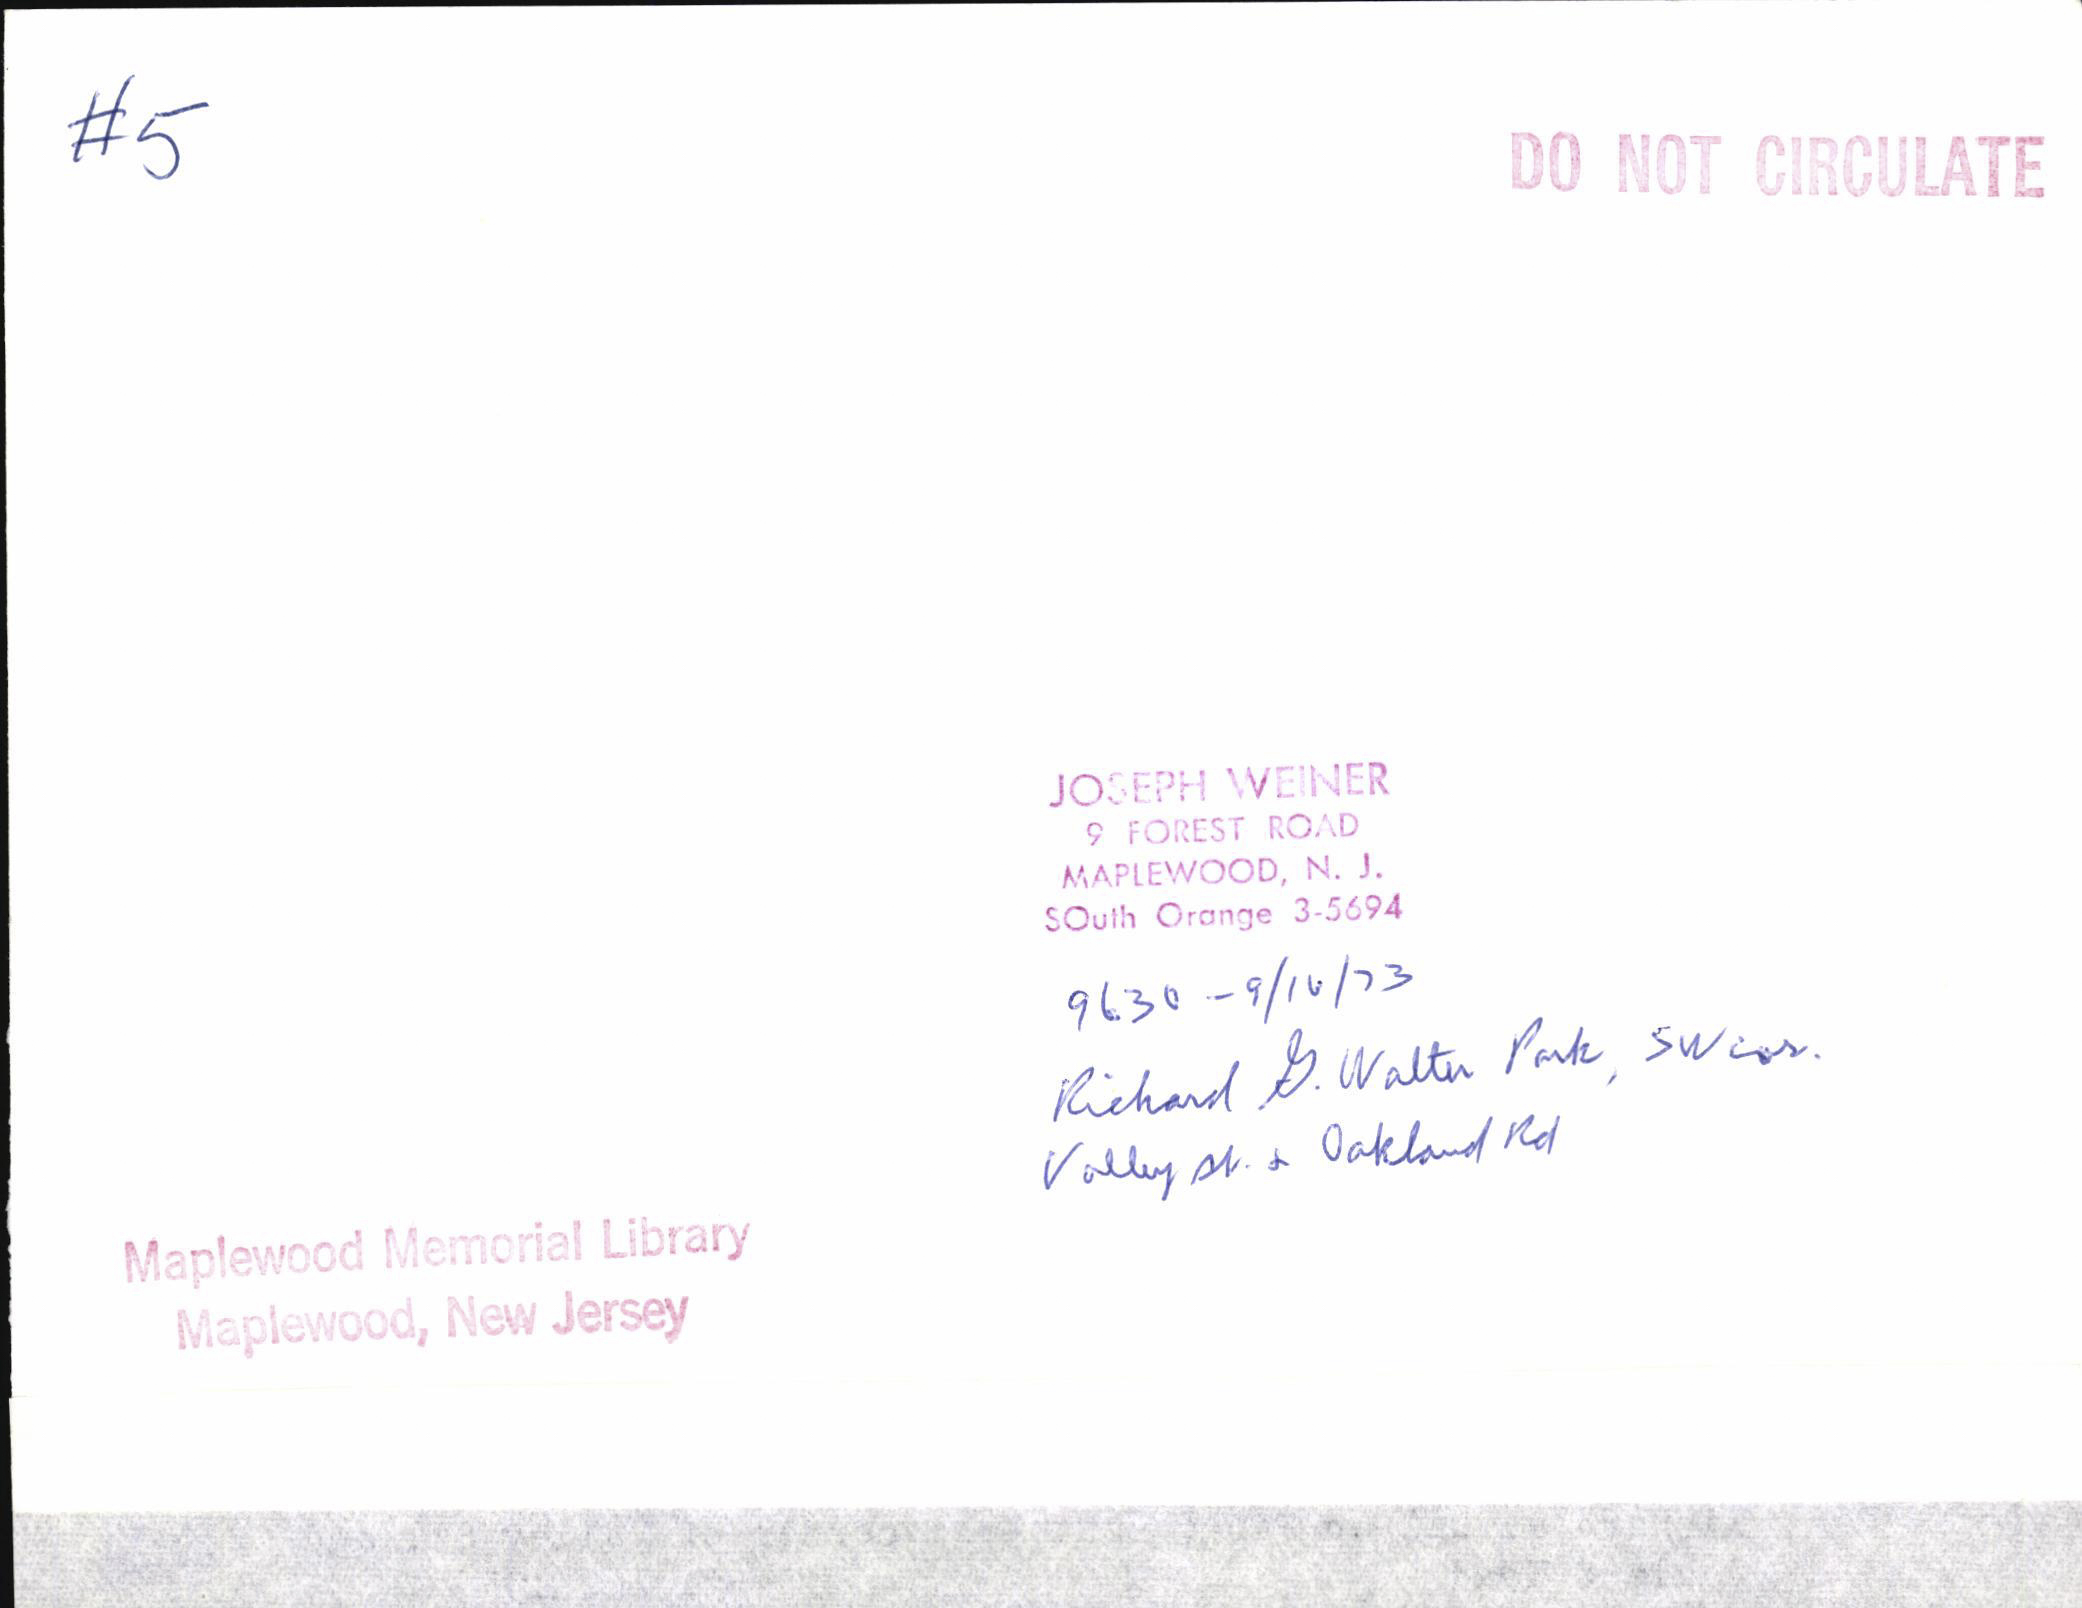 #5
DO NOT CIRCULATE
JOSEPH WEINER
9 FOREST ROAD
MAPLEWOOD, N. J.
SOuth Orange 3-5694
9630 - 9/10/73
Richard G. Walter Park, SW cor.
Valley St. & Oakland Rd
Maplewood Memorial Library
Maplewood, New Jersey